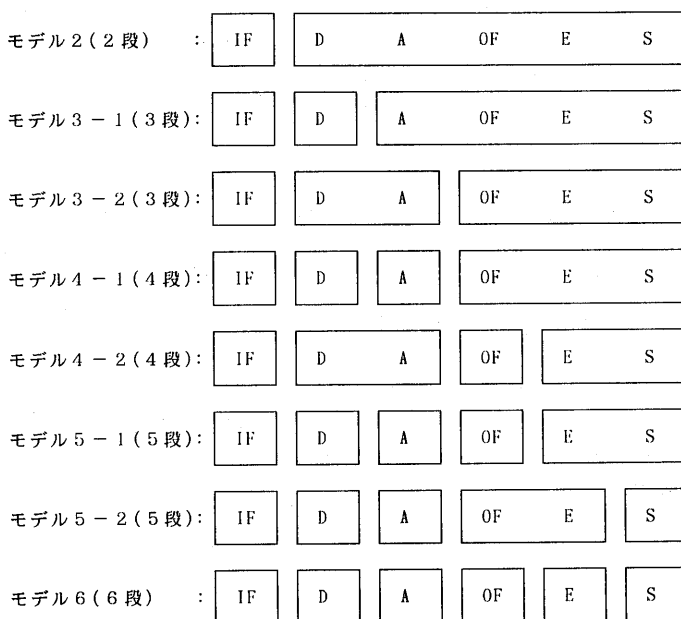 モデル2(2段) : IF D A OF E S
モデル3-1(3段): IF D A OF E S
モデル3-2(3段): IF D A OF E S
モデル4-1(4段): IF D A OF E S
モデル4-2(4段): IF D A OF E S
モデル5-1(5段): IF D A OF E S
モデル5-2(5段): IF D A OF E S
モデル6(6段) : IF D A OF E S